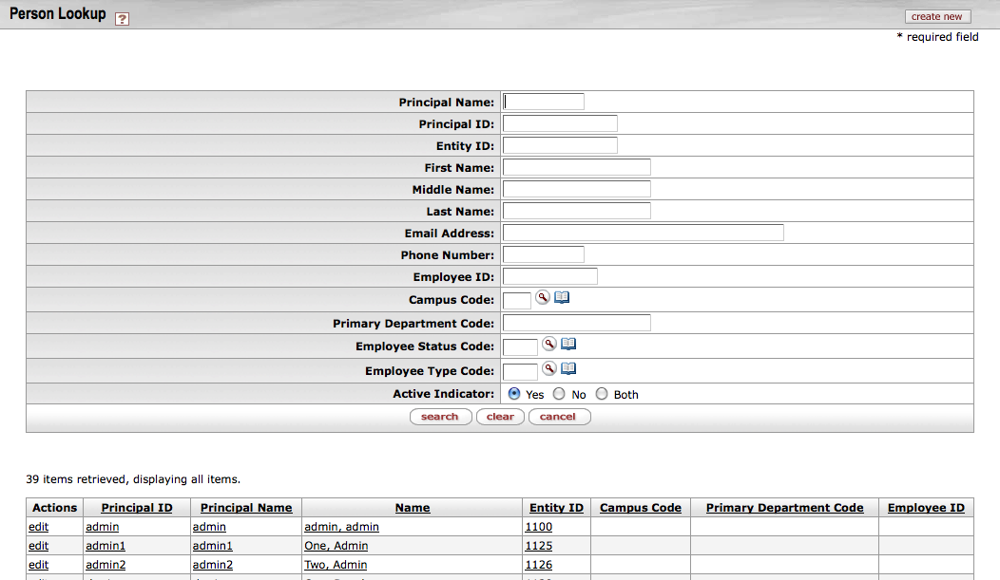 Person Lookup ?
create new
* required field
Principal Name:
Principal ID:
Entity ID:
First Name:
Middle Name:
Last Name:
Email Address:
Phone Number:
Employee ID:
Campus Code:
Primary Department Code:
Employee Status Code:
Employee Type Code:
Active Indicator: Yes No Both
search clear cancel
39 items retrieved, displaying all items.
Actions Principal ID Principal Name Name Entity ID Campus Code Primary Department Code Employee ID
edit admin admin admin, admin 1100
edit admin1 admin1 One, Admin 1125
edit admin2 admin2 Two, Admin 1126